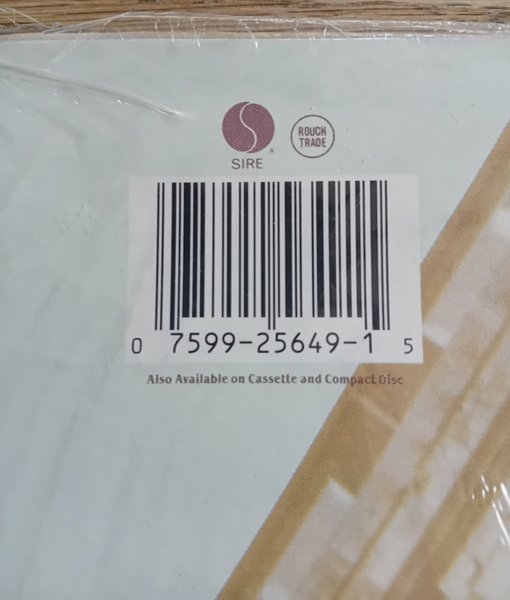 SIRE®
ROUGH
TRADE
0 7599-25649-1 5
Also Available on Cassette and Compact Disc